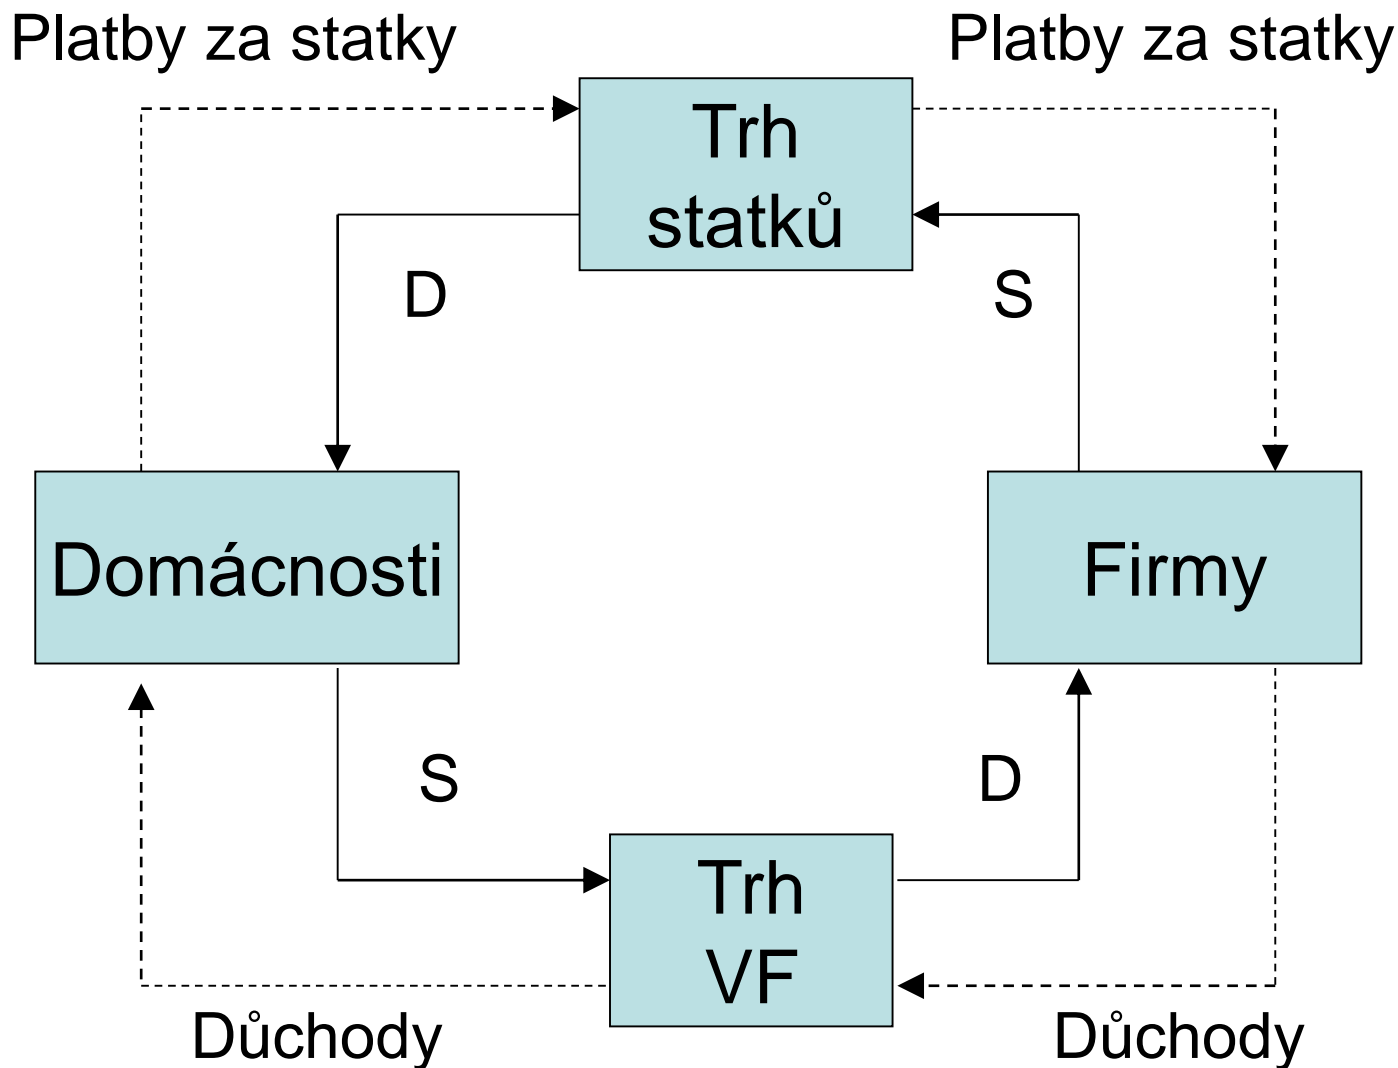 Platby za statky
Platby za statky
Trh
statků
D
S
Domácnosti
Firmy
S
D
Trh
VF
Důchody
Důchody